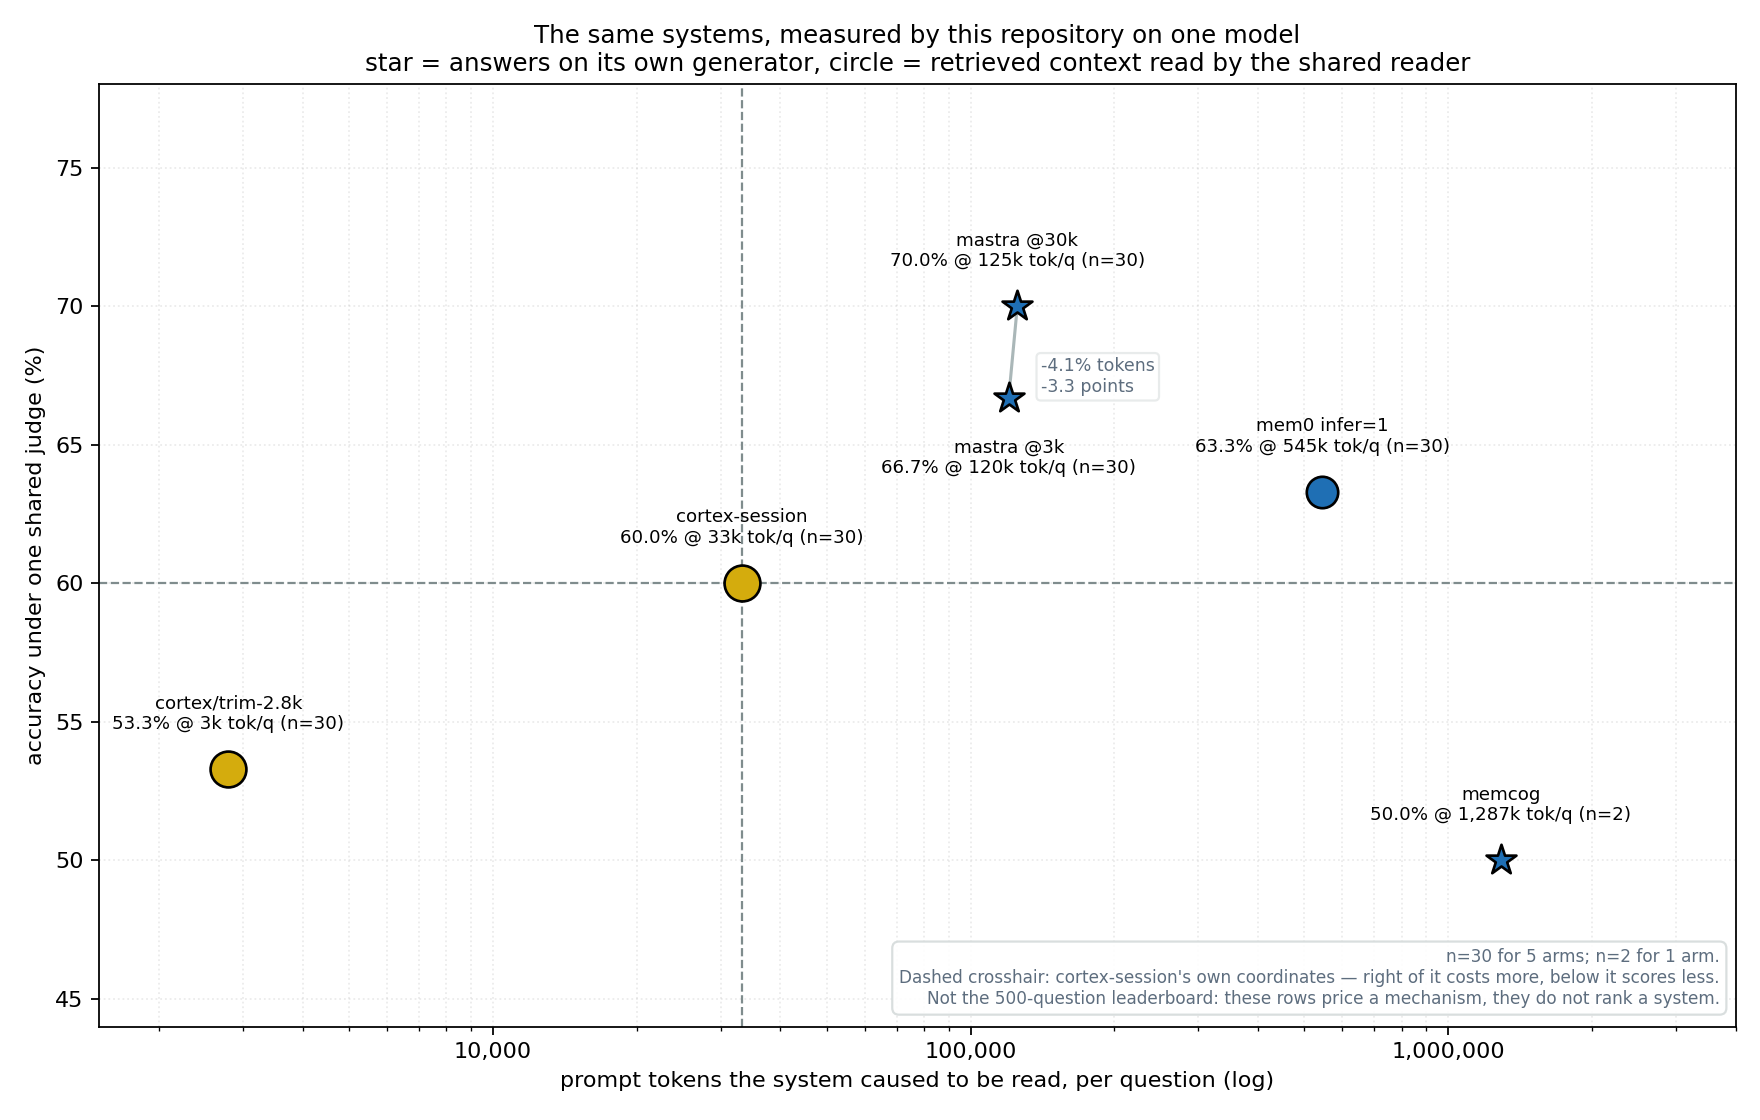 The same systems, measured by this repository on one model
star = answers on its own generator, circle = retrieved context read by the shared reader
accuracy under one shared judge (%)
75
70
65
60
55
50
45
mastra @30k
70.0% @ 125k tok/q (n=30)
-4.1% tokens
-3.3 points
mastra @3k
66.7% @ 120k tok/q (n=30)
mem0 infer=1
63.3% @ 545k tok/q (n=30)
cortex-session
60.0% @ 33k tok/q (n=30)
cortex/trim-2.8k
53.3% @ 3k tok/q (n=30)
memcog
50.0% @ 1,287k tok/q (n=2)
n=30 for 5 arms; n=2 for 1 arm.
Dashed crosshair: cortex-session's own coordinates — right of it costs more, below it scores less.
Not the 500-question leaderboard: these rows price a mechanism, they do not rank a system.
10,000
100,000
1,000,000
prompt tokens the system caused to be read, per question (log)